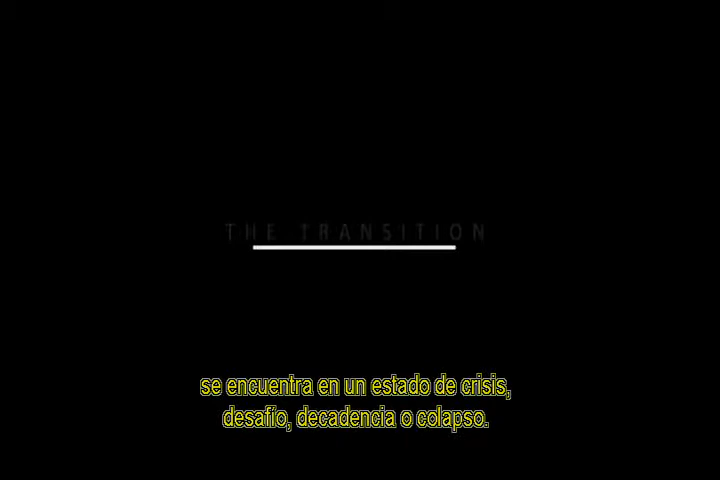 THE TRANSITION
se encuentra en un estado de crisis,
desafío, decadencia o colapso.